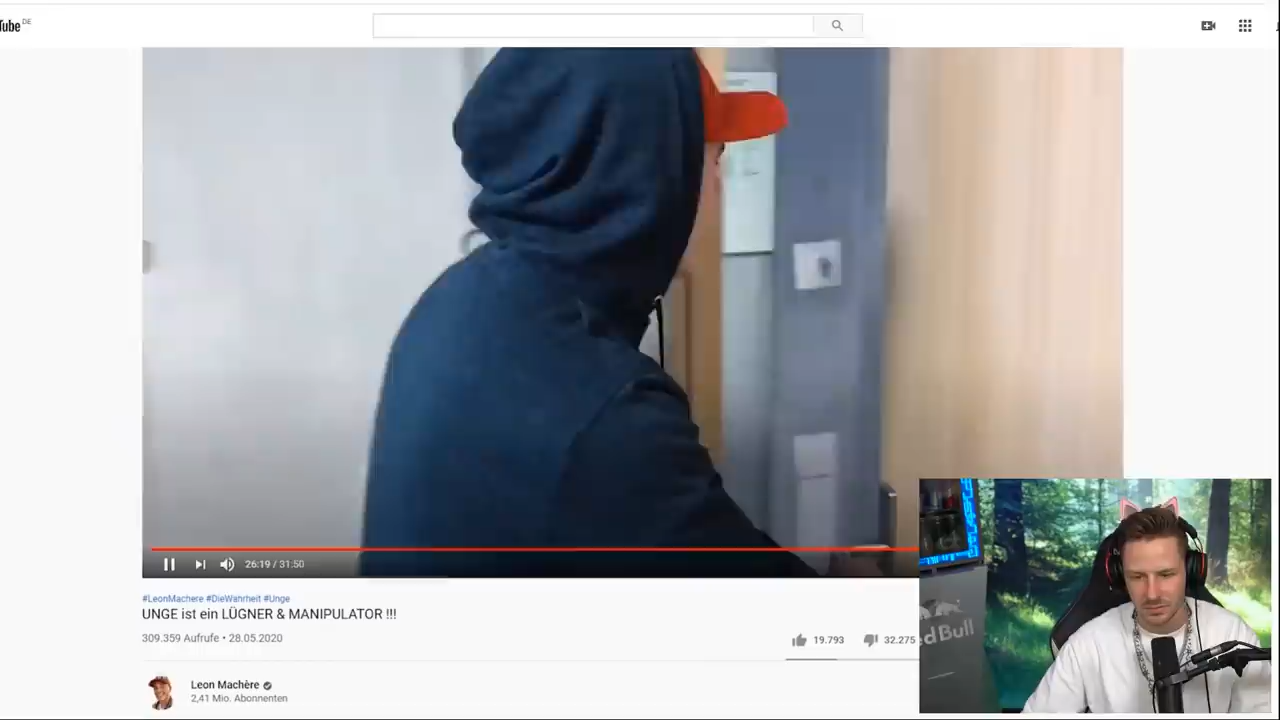 Tube DE
26:19 / 31:50
#LeonMachere #DieWahrheit #Unge
UNGE ist ein LÜGNER & MANIPULATOR !!!
309.359 Aufrufe • 28.05.2020
19.793
32.275
Leon Machère
2,41 Mio. Abonnenten
edBull